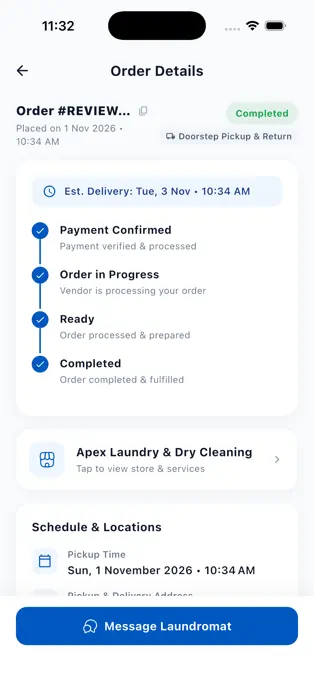 11:32
Order Details
Order #REVIEW...
Completed
Placed on 1 Nov 2026 •
10:34 AM
Doorstep Pickup & Return
Est. Delivery: Tue, 3 Nov • 10:34 AM
Payment Confirmed
Payment verified & processed
Order in Progress
Vendor is processing your order
Ready
Order processed & prepared
Completed
Order completed & fulfilled
Apex Laundry & Dry Cleaning
Tap to view store & services
Schedule & Locations
Pickup Time
Sun, 1 November 2026 • 10:34 AM
Pickup & Delivery Address
Message Laundromat